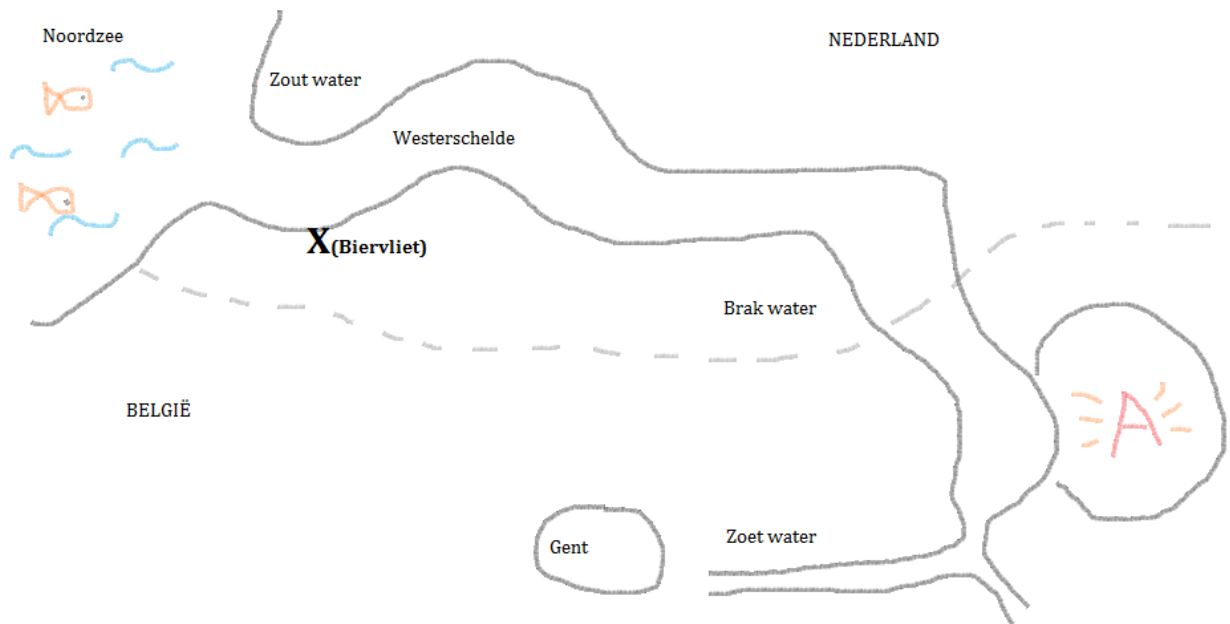 Noordzee
NEDERLAND
Zout water
Westerschelde
X(Biervliet)
Brak water
BELGIË
A
Gent
Zoet water